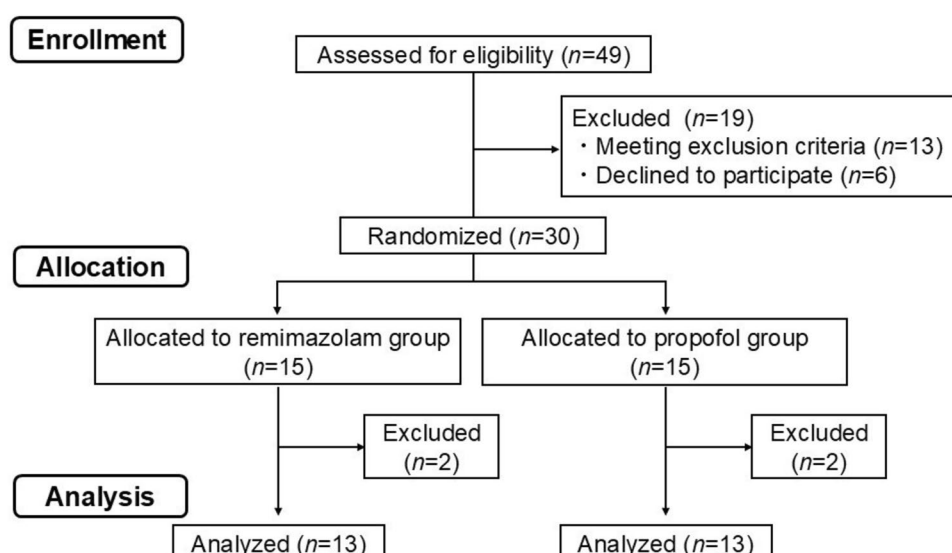 Enrollment
Assessed for eligibility (n=49)
Excluded (n=19)
・Meeting exclusion criteria (n=13)
・Declined to participate (n=6)
Randomized (n=30)
Allocation
Allocated to remimazolam group
(n=15)
Allocated to propofol group
(n=15)
Excluded
(n=2)
Excluded
(n=2)
Analysis
Analyzed (n=13)
Analyzed (n=13)